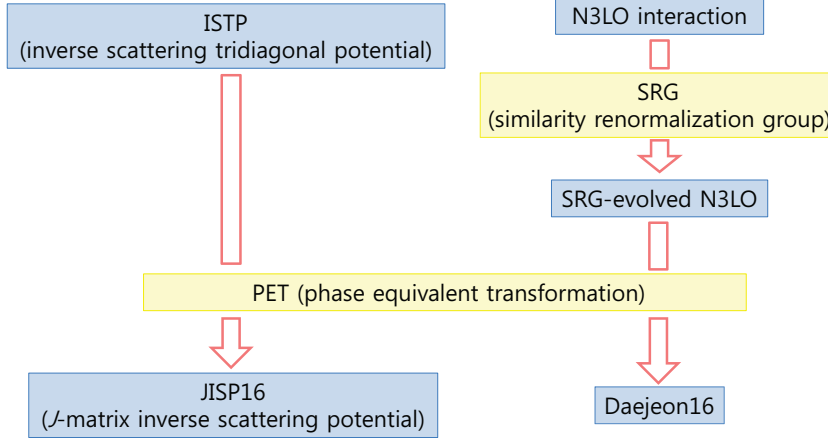 ISTP
(inverse scattering tridiagonal potential)
N3LO interaction
SRG
(similarity renormalization group)
SRG-evolved N3LO
PET (phase equivalent transformation)
JISP16
(J-matrix inverse scattering potential)
Daejeon16